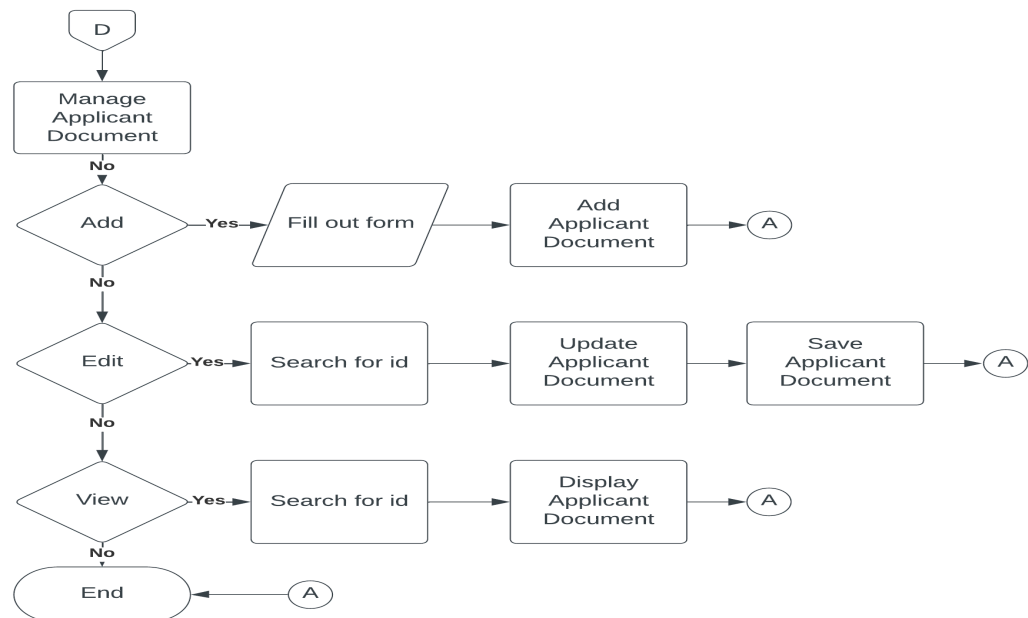 D
Manage
Applicant
Document
No
Add
Yes
Fill out form
Add
Applicant
Document
A
No
Edit
Yes
Search for id
Update
Applicant
Document
Save
Applicant
Document
A
No
View
Yes
Search for id
Display
Applicant
Document
A
No
End
A